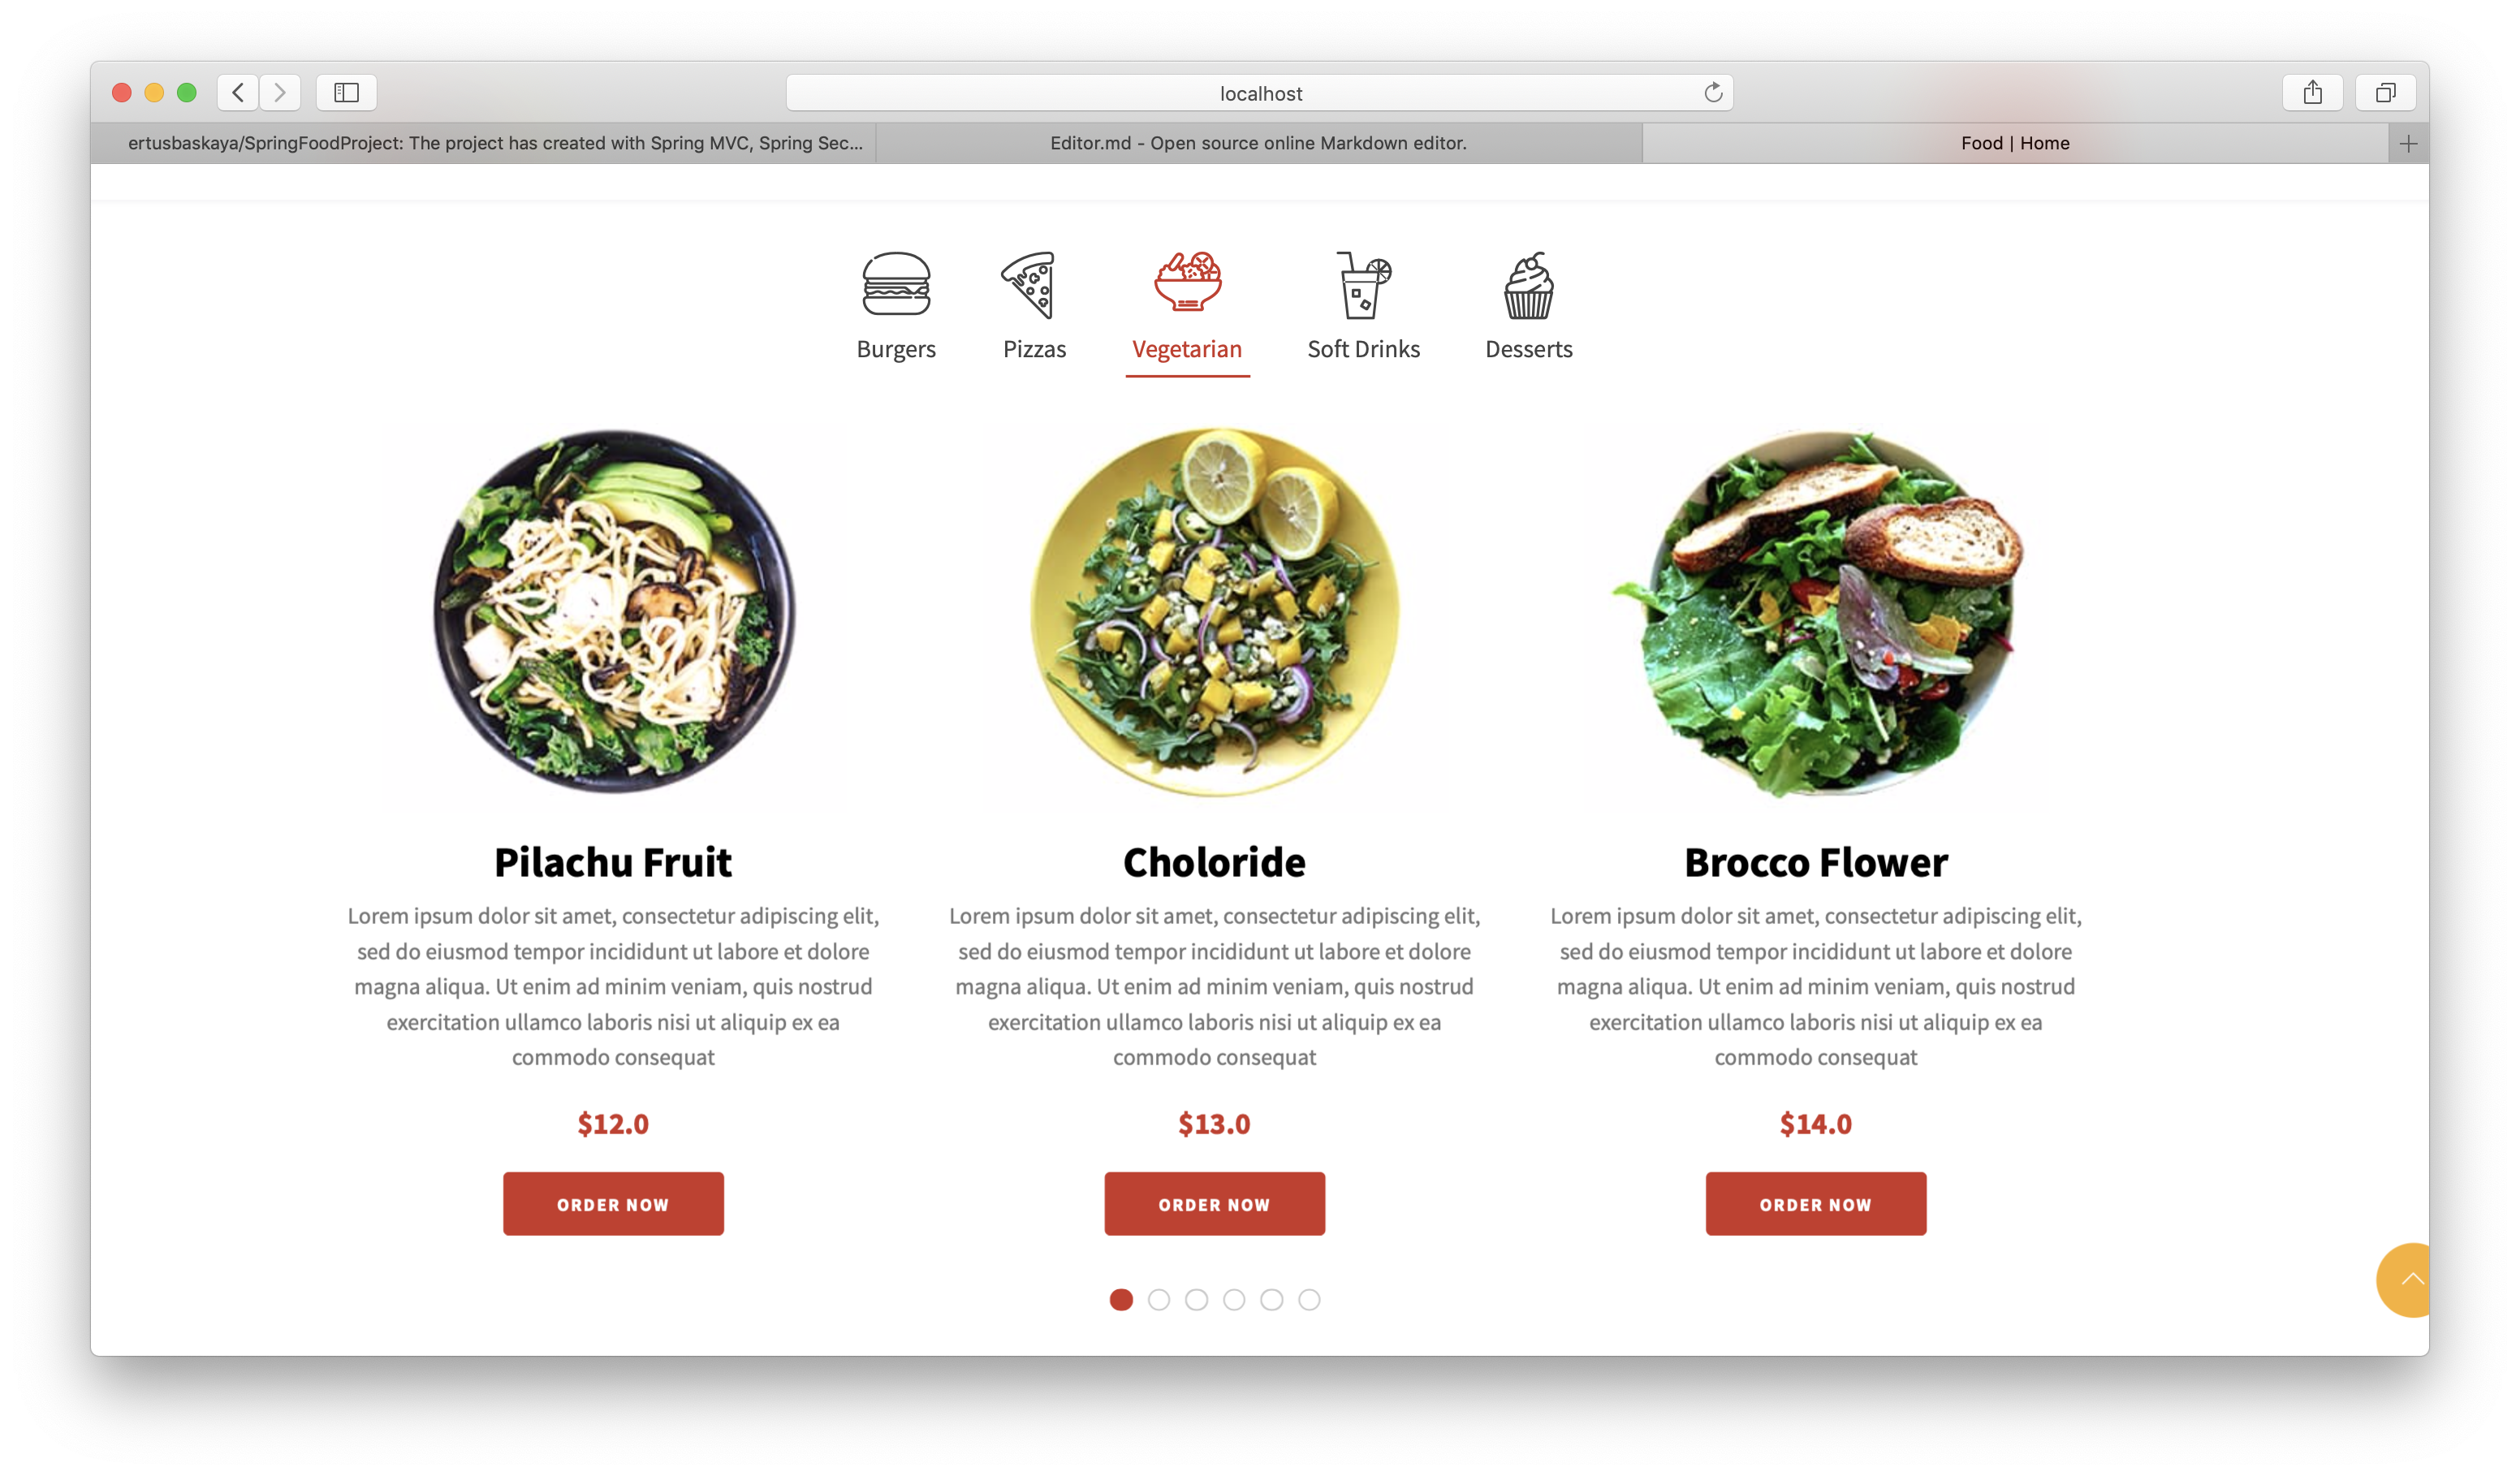 localhost
ertusbaskaya/SpringFoodProject: The project has created with Spring MVC, Spring Sec...
Editor.md - Open source online Markdown editor.
Food | Home
Burgers
Pizzas
Vegetarian
Soft Drinks
Desserts
Pilachu Fruit
Lorem ipsum dolor sit amet, consectetur adipiscing elit,
sed do eiusmod tempor incididunt ut labore et dolore
magna aliqua. Ut enim ad minim veniam, quis nostrud
exercitation ullamco laboris nisi ut aliquip ex ea
commodo consequat
$12.0
ORDER NOW
Choloride
Lorem ipsum dolor sit amet, consectetur adipiscing elit,
sed do eiusmod tempor incididunt ut labore et dolore
magna aliqua. Ut enim ad minim veniam, quis nostrud
exercitation ullamco laboris nisi ut aliquip ex ea
commodo consequat
$13.0
ORDER NOW
Brocco Flower
Lorem ipsum dolor sit amet, consectetur adipiscing elit,
sed do eiusmod tempor incididunt ut labore et dolore
magna aliqua. Ut enim ad minim veniam, quis nostrud
exercitation ullamco laboris nisi ut aliquip ex ea
commodo consequat
$14.0
ORDER NOW